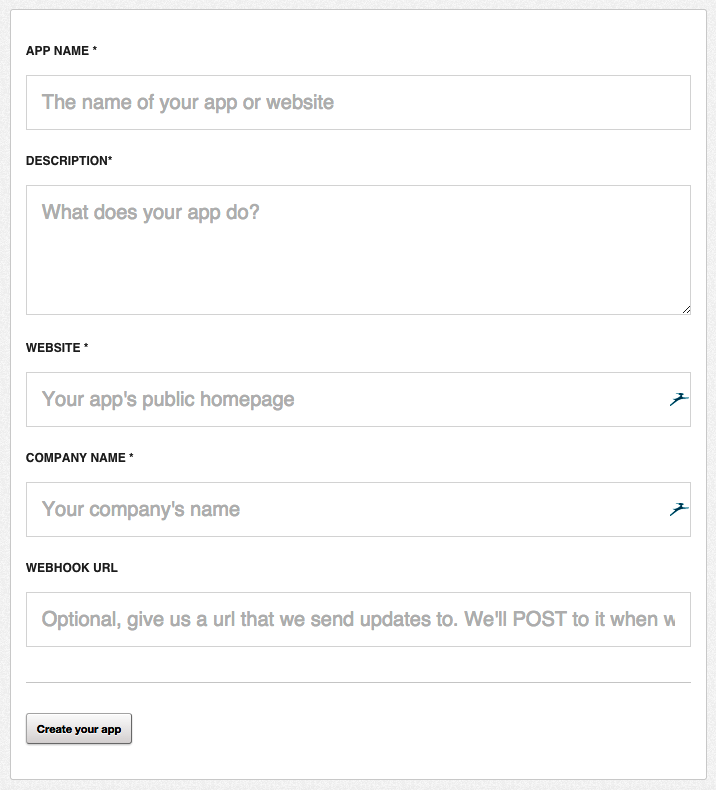 APP NAME *
The name of your app or website
DESCRIPTION*
What does your app do?
WEBSITE *
Your app's public homepage
COMPANY NAME *
Your company's name
WEBHOOK URL
Optional, give us a url that we send updates to. We'll POST to it when w
Create your app